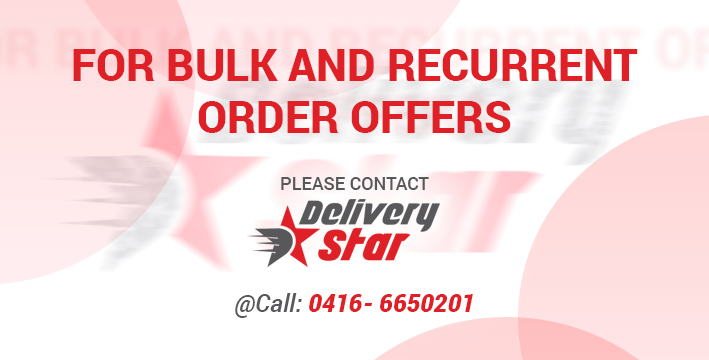 FOR BULK AND RECURRENT
ORDER OFFERS
PLEASE CONTACT
Delivery
Star
@Call: 0416- 6650201